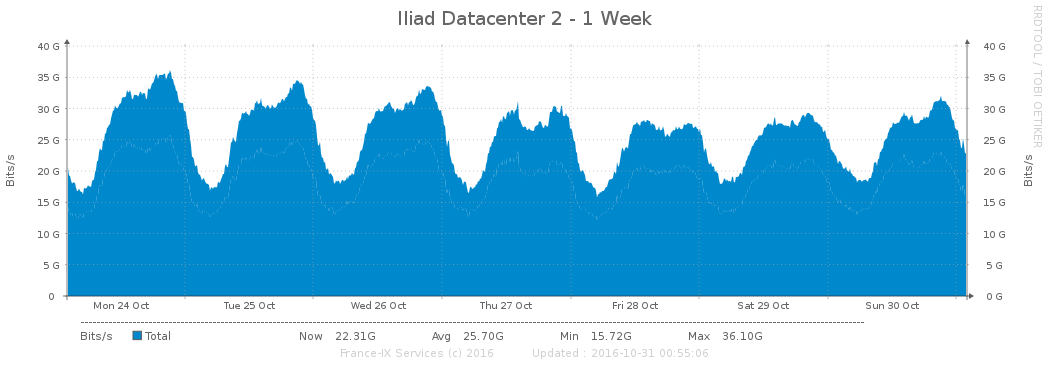 Iliad Datacenter 2 - 1 Week
RRDTOOL / TOBI OETIKER
Bits/s
40 G
35 G
30 G
25 G
20 G
15 G
10 G
5 G
0
40 G
35 G
30 G
25 G
20 G
15 G
10 G
5 G
0 G
Bits/s
Mon 24 Oct Tue 25 Oct Wed 26 Oct Thu 27 Oct Fri 28 Oct Sat 29 Oct Sun 30 Oct
Bits/s Total Now 22.31G Avg 25.70G Min 15.72G Max 36.10G
France-IX Services (c) 2016 Updated : 2016-10-31 00:55:06